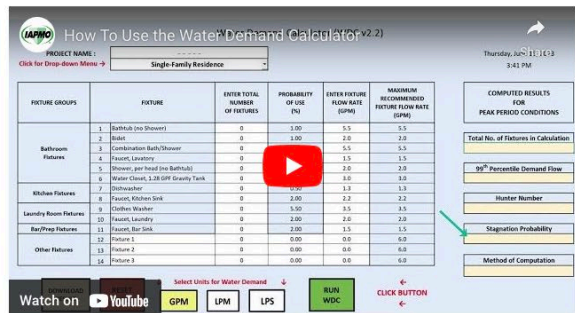 IAPMO
How To Use the Water Demand Calculator
WDC v2.2)
PROJECT NAME :
- - - - -
Click for Drop-down Menu →
Single-Family Residence
Thursday,
3:41 PM
FIXTURE GROUPS
FIXTURE
ENTER TOTAL NUMBER OF FIXTURES
PROBABILITY OF USE (%)
ENTER FIXTURE FLOW RATE (GPM)
MAXIMUM RECOMMENDED FIXTURE FLOW RATE (GPM)
Bathroom Fixtures
1 Bathtub (no Shower) 0 1.00 5.5 5.5
2 Bidet 0 1.00 2.0 2.0
3 Combination Bath/Shower 0 5.5 5.5
4 Faucet, Lavatory 0 1.5 1.5
5 Shower, per head (no Bathtub) 0 2.0 2.0
6 Water Closet, 1.28 GPF Gravity Tank 0 3.0 3.0
Kitchen Fixtures
7 Dishwasher 0 0.50 1.3 1.3
8 Faucet, Kitchen Sink 0 2.00 2.2 2.2
Laundry Room Fixtures
9 Clothes Washer 0 5.50 3.5 3.5
10 Faucet, Laundry 0 2.00 2.0 2.0
Bar/Prep Fixtures
11 Faucet, Bar Sink 0 2.00 1.5 1.5
Other Fixtures
12 Fixture 1 0 0.00 0.0 6.0
13 Fixture 2 0 0.00 0.0 6.0
14 Fixture 3 0 0.00 0.0 6.0
COMPUTED RESULTS
FOR
PEAK PERIOD CONDITIONS
Total No. of Fixtures in Calculation
99th Percentile Demand Flow
Hunter Number
Stagnation Probability
Method of Computation
DOWNLOAD
RESET
↓ Select Units for Water Demand ↓
GPM
LPM
LPS
RUN
WDC
←
CLICK BUTTON
←
Watch on YouTube